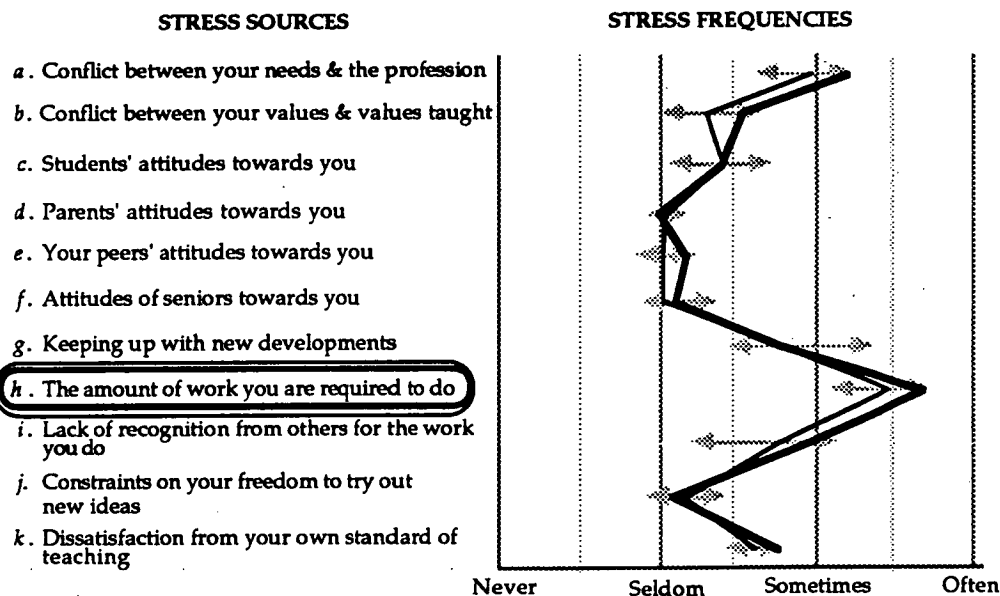 STRESS SOURCES
STRESS FREQUENCIES
a. Conflict between your needs & the profession
b. Conflict between your values & values taught
c. Students' attitudes towards you
d. Parents' attitudes towards you
e. Your peers' attitudes towards you
f. Attitudes of seniors towards you
g. Keeping up with new developments
h. The amount of work you are required to do
i. Lack of recognition from others for the work
you do
j. Constraints on your freedom to try out
new ideas
k. Dissatisfaction from your own standard of
teaching
Never Seldom Sometimes Often